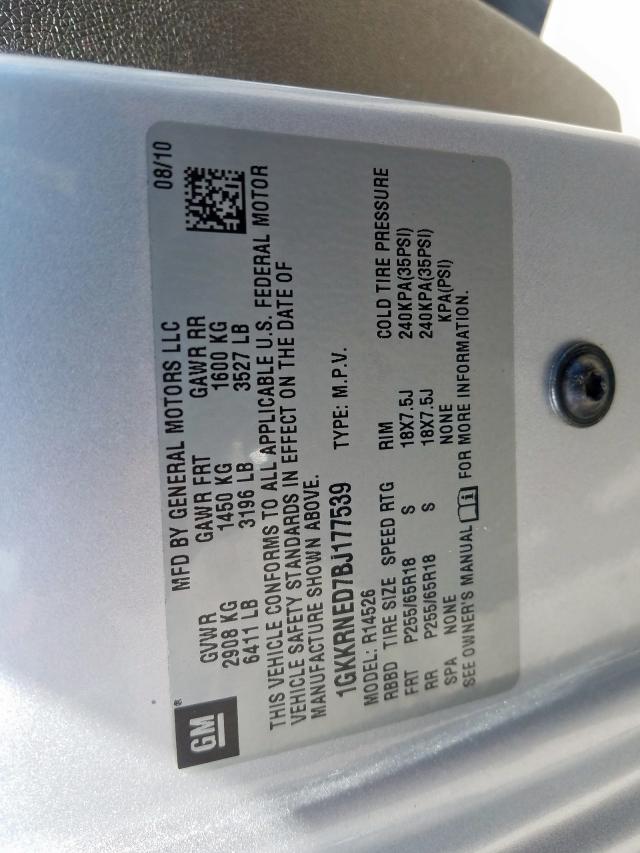 GM®
MFD BY GENERAL MOTORS LLC 08/10
GVWR GAWR FRT GAWR RR
2908 KG 1450 KG 1600 KG
6411 LB 3196 LB 3527 LB
THIS VEHICLE CONFORMS TO ALL APPLICABLE U.S. FEDERAL MOTOR
VEHICLE SAFETY STANDARDS IN EFFECT ON THE DATE OF
MANUFACTURE SHOWN ABOVE.
1GKKRNED7BJ177539 TYPE: M.P.V.
MODEL: R14526
RBBD TIRE SIZE SPEED RTG RIM COLD TIRE PRESSURE
FRT P255/65R18 S 18X7.5J 240KPA(35PSI)
RR P255/65R18 S 18X7.5J 240KPA(35PSI)
SPA NONE NONE KPA(PSI)
SEE OWNER'S MANUAL i FOR MORE INFORMATION.